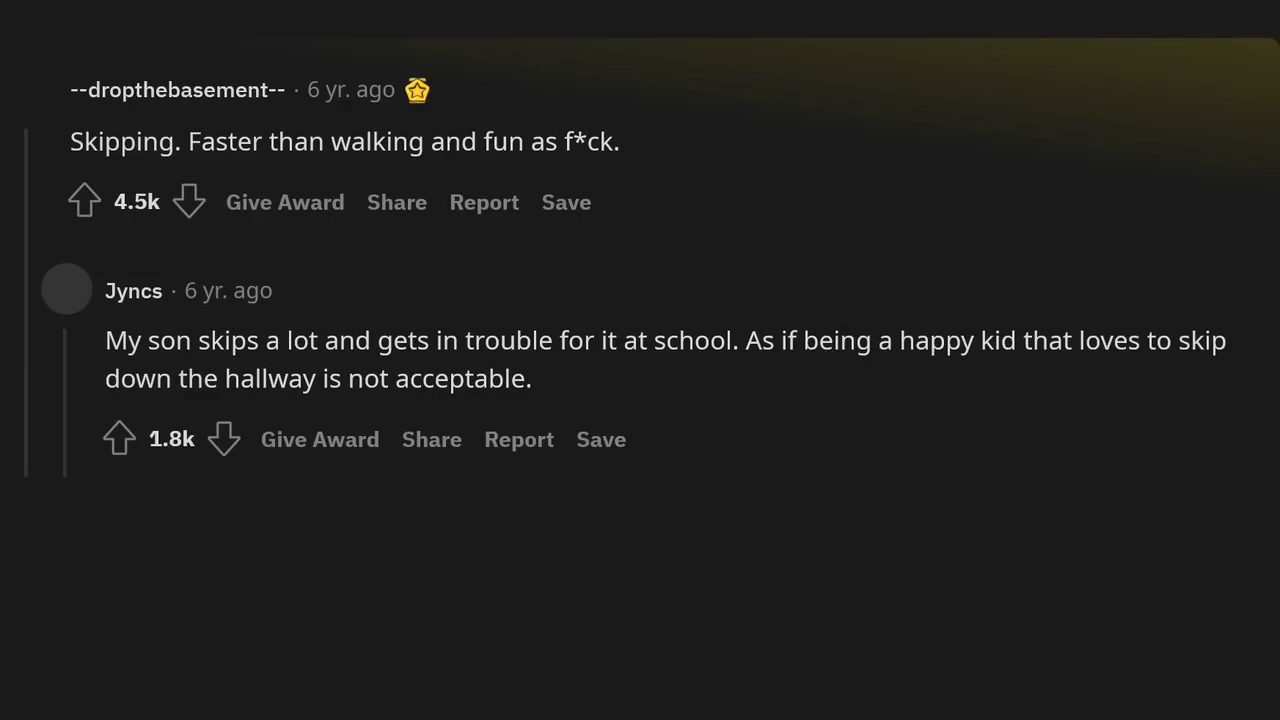 --dropthebasement-- · 6 yr. ago
Skipping. Faster than walking and fun as f*ck.
4.5k Give Award Share Report Save
Jyncs · 6 yr. ago
My son skips a lot and gets in trouble for it at school. As if being a happy kid that loves to skip
down the hallway is not acceptable.
1.8k Give Award Share Report Save